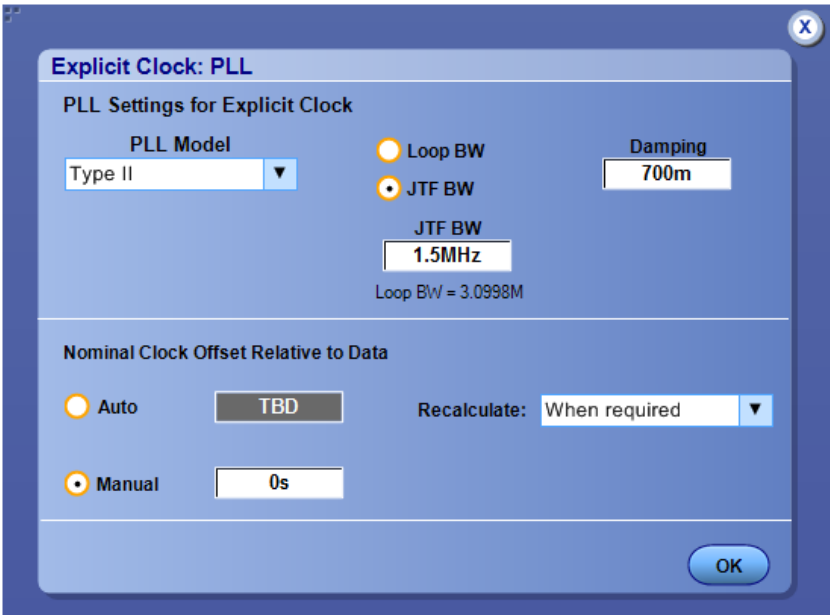 X
Explicit Clock: PLL
PLL Settings for Explicit Clock
PLL Model
Type II
Loop BW
JTF BW
JTF BW
1.5MHz
Loop BW = 3.0998M
Damping
700m
Nominal Clock Offset Relative to Data
Auto
TBD
Recalculate:
When required
Manual
0s
OK